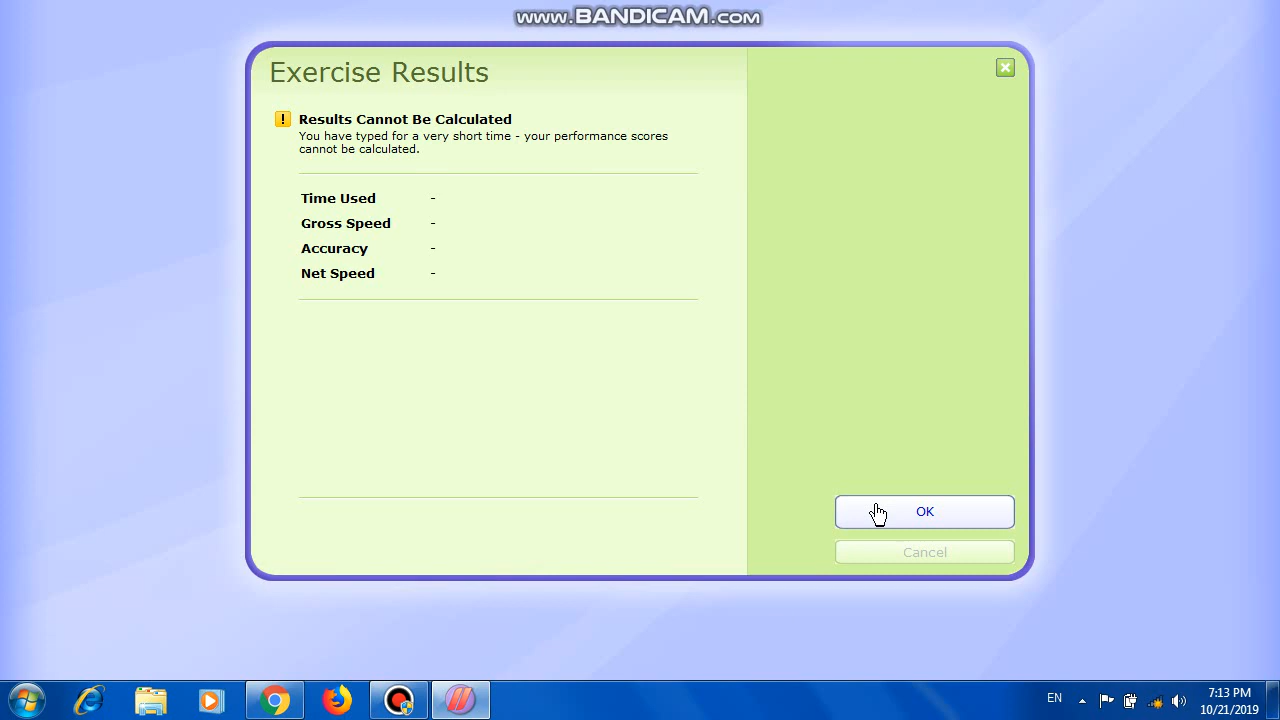 www.BANDICAM.com
Exercise Results
! Results Cannot Be Calculated
You have typed for a very short time - your performance scores
cannot be calculated.
Time Used -
Gross Speed -
Accuracy -
Net Speed -
OK
Cancel
EN
7:13 PM
10/21/2019